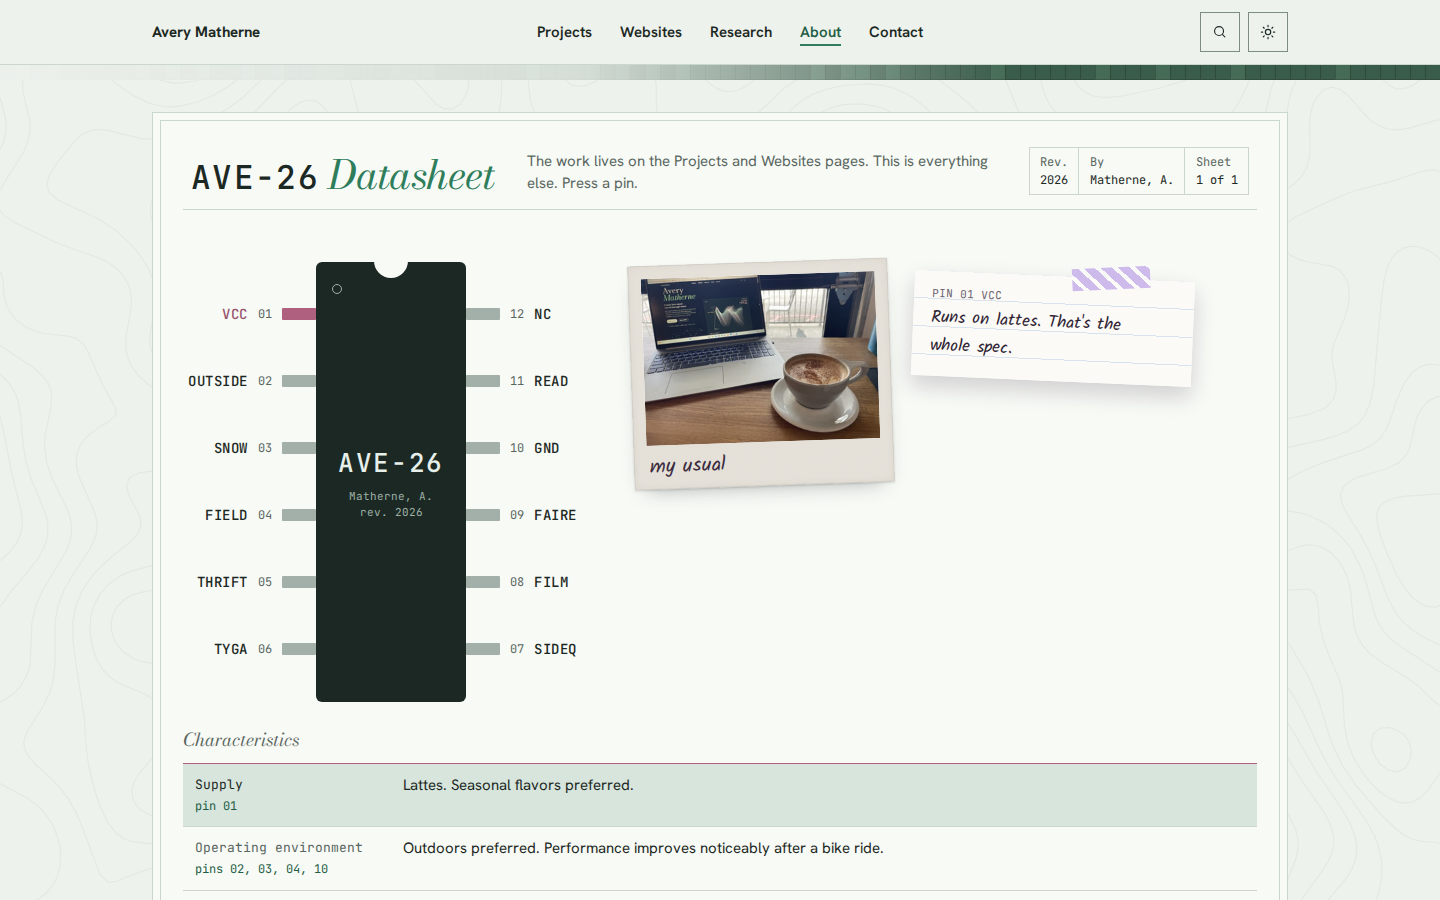 Avery Matherne
Projects
Websites
Research
About
Contact
AVE-26 Datasheet
The work lives on the Projects and Websites pages. This is everything
else. Press a pin.
Rev.
2026
By
Matherne, A.
Sheet
1 of 1
VCC 01
OUTSIDE 02
SNOW 03
FIELD 04
THRIFT 05
TYGA 06
AVE-26
Matherne, A.
rev. 2026
12 NC
11 READ
10 GND
09 FAIRE
08 FILM
07 SIDEQ
Avery
Matherne
my usual
PIN 01 VCC
Runs on lattes. That's the
whole spec.
Characteristics
Supply
pin 01
Lattes. Seasonal flavors preferred.
Operating environment
pins 02, 03, 04, 10
Outdoors preferred. Performance improves noticeably after a bike ride.